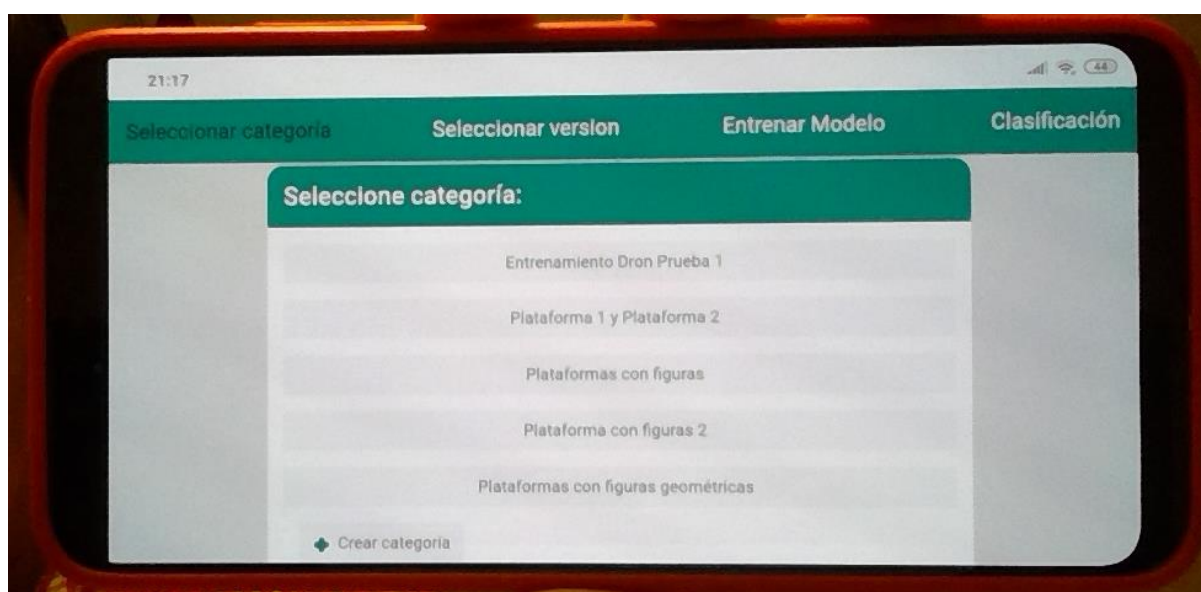 21:17
44
Seleccionar categoría Seleccionar version Entrenar Modelo Clasificación
Seleccione categoría:
Entrenamiento Dron Prueba 1
Plataforma 1 y Plataforma 2
Plataformas con figuras
Plataforma con figuras 2
Plataformas con figuras geométricas
Crear categoria